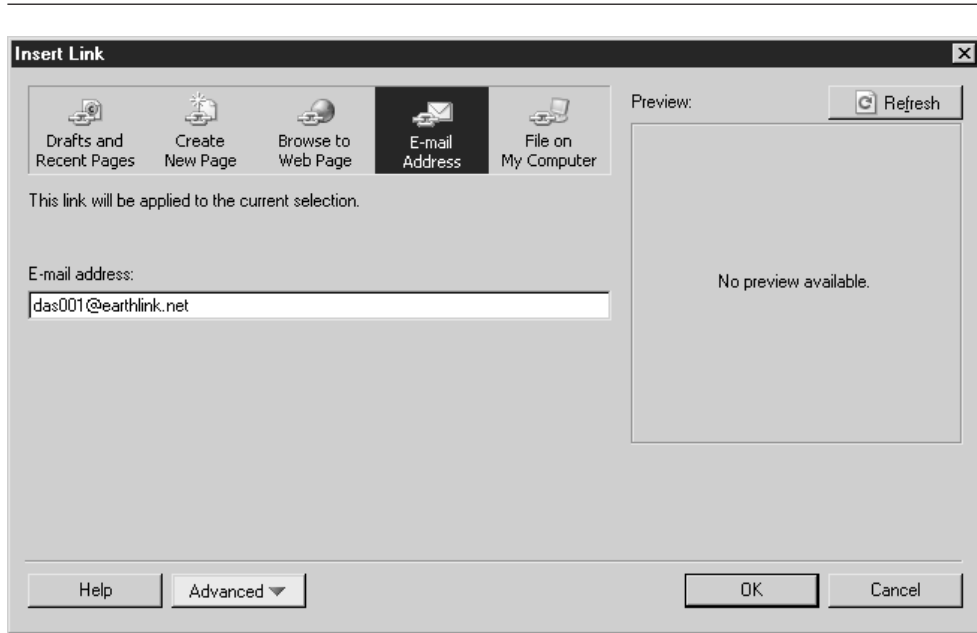 Insert Link
Drafts and
Recent Pages
Create
New Page
Browse to
Web Page
E-mail
Address
File on
My Computer
Preview:
Refresh
This link will be applied to the current selection.
E-mail address:
das001@earthlink.net
No preview available.
Help
Advanced
OK
Cancel